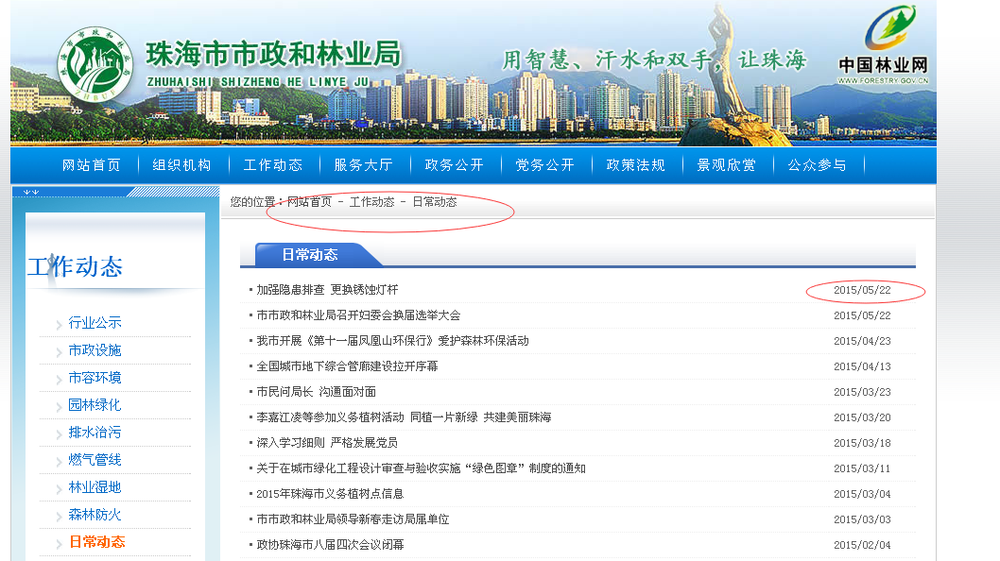 珠海市市政和林业局
ZHUHAISHI SHIZHENG HE LINYE JU
用智慧、汗水和双手，让珠海
中国林业网
WWW.FORESTRY.GOV.CN
网站首页 组织机构 工作动态 服务大厅 政务公开 党务公开 政策法规 景观欣赏 公众参与
您的位置：网站首页 - 工作动态 - 日常动态
工作动态
行业公示
市政设施
市容环境
园林绿化
排水治污
燃气管线
林业湿地
森林防火
日常动态
日常动态
加强隐患排查 更换锈蚀灯杆 2015/05/22
市市政和林业局召开妇委会换届选举大会 2015/05/22
我市开展《第十一届凤凰山环保行》爱护森林环保活动 2015/04/23
全国城市地下综合管廊建设拉开序幕 2015/04/13
市民问局长 沟通面对面 2015/03/23
李嘉江凌等参加义务植树活动 同植一片新绿 共建美丽珠海 2015/03/20
深入学习细则 严格发展党员 2015/03/18
关于在城市绿化工程设计审查与验收实施“绿色图章”制度的通知 2015/03/11
2015年珠海市义务植树点信息 2015/03/04
市市政和林业局领导新春走访局属单位 2015/03/03
政协珠海市八届四次会议闭幕 2015/02/04